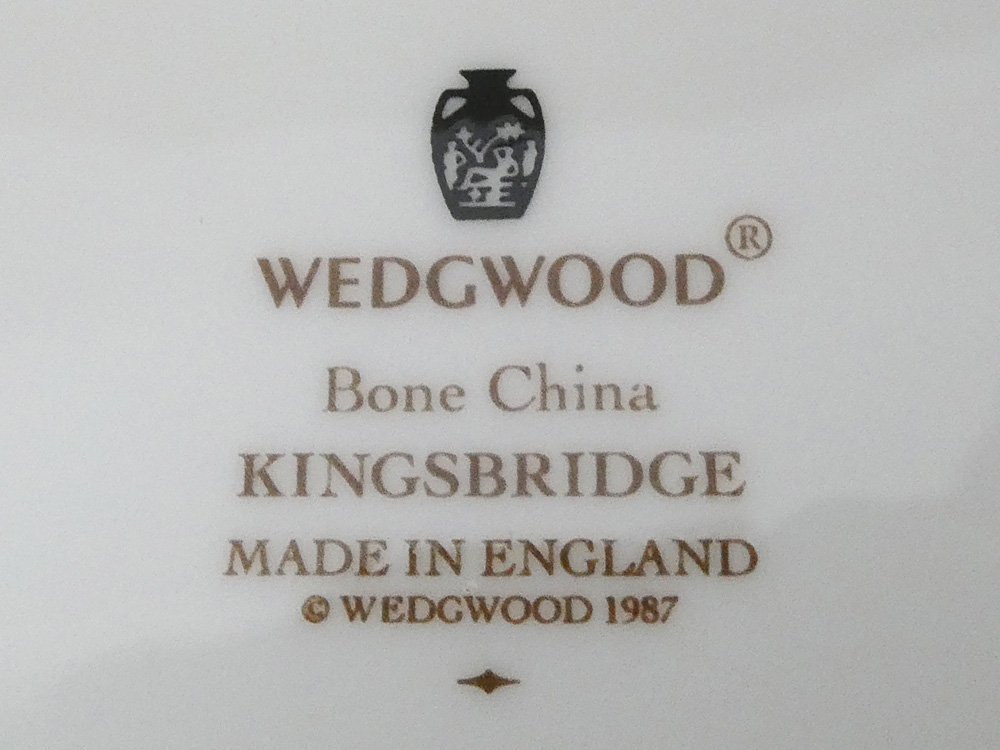 WEDGWOOD®
Bone China
KINGSBRIDGE
MADE IN ENGLAND
© WEDGWOOD 1987